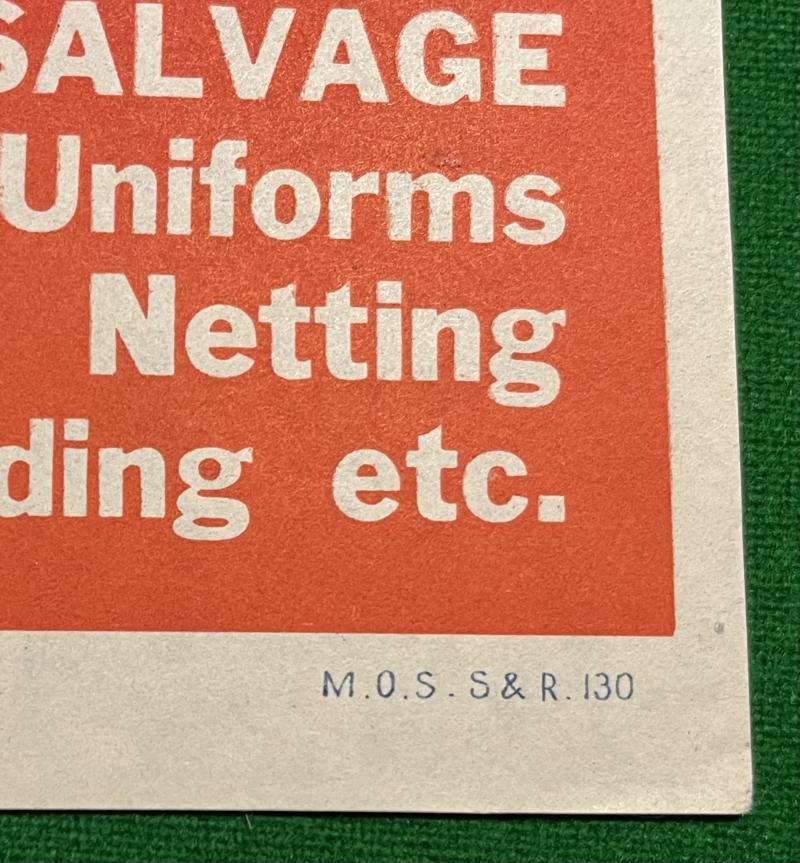 SALVAGE
Uniforms
Netting
ding etc.
M.O.S. S & R. 130